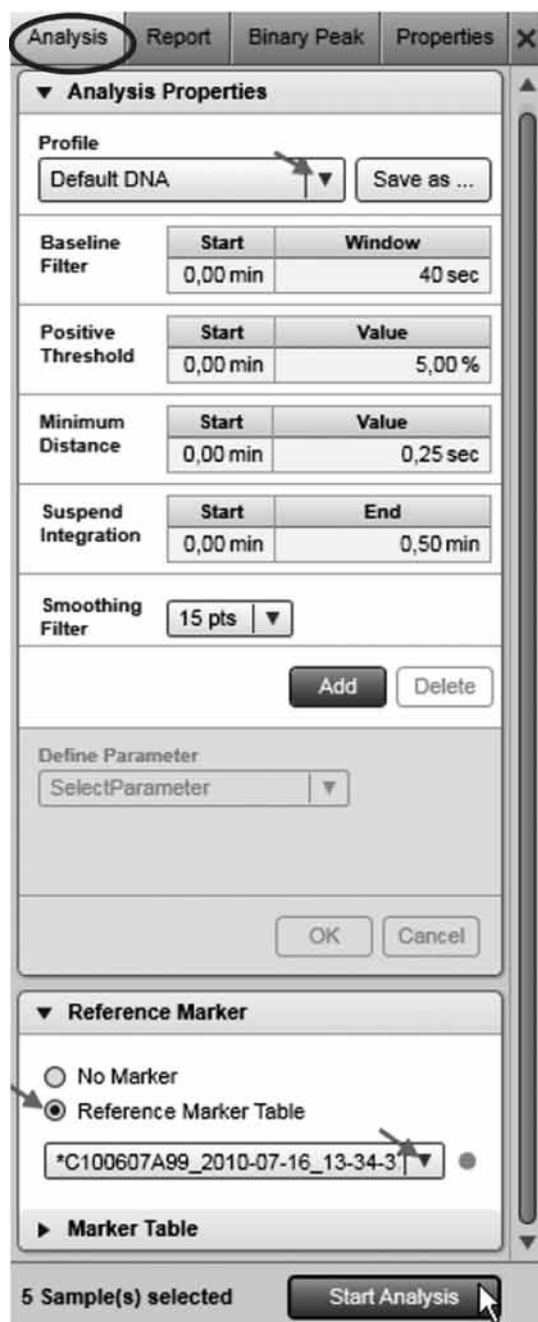 Analysis Report Binary Peak Properties
Analysis Properties
Profile
Default DNA Save as ...
Baseline Filter Start Window
0,00 min 40 sec
Positive Threshold Start Value
0,00 min 5,00 %
Minimum Distance Start Value
0,00 min 0,25 sec
Suspend Integration Start End
0,00 min 0,50 min
Smoothing Filter 15 pts
Add Delete
Define Parameter
SelectParameter
OK Cancel
Reference Marker
No Marker
Reference Marker Table
*C100607A99_2010-07-16_13-34-3
Marker Table
5 Sample(s) selected Start Analysis